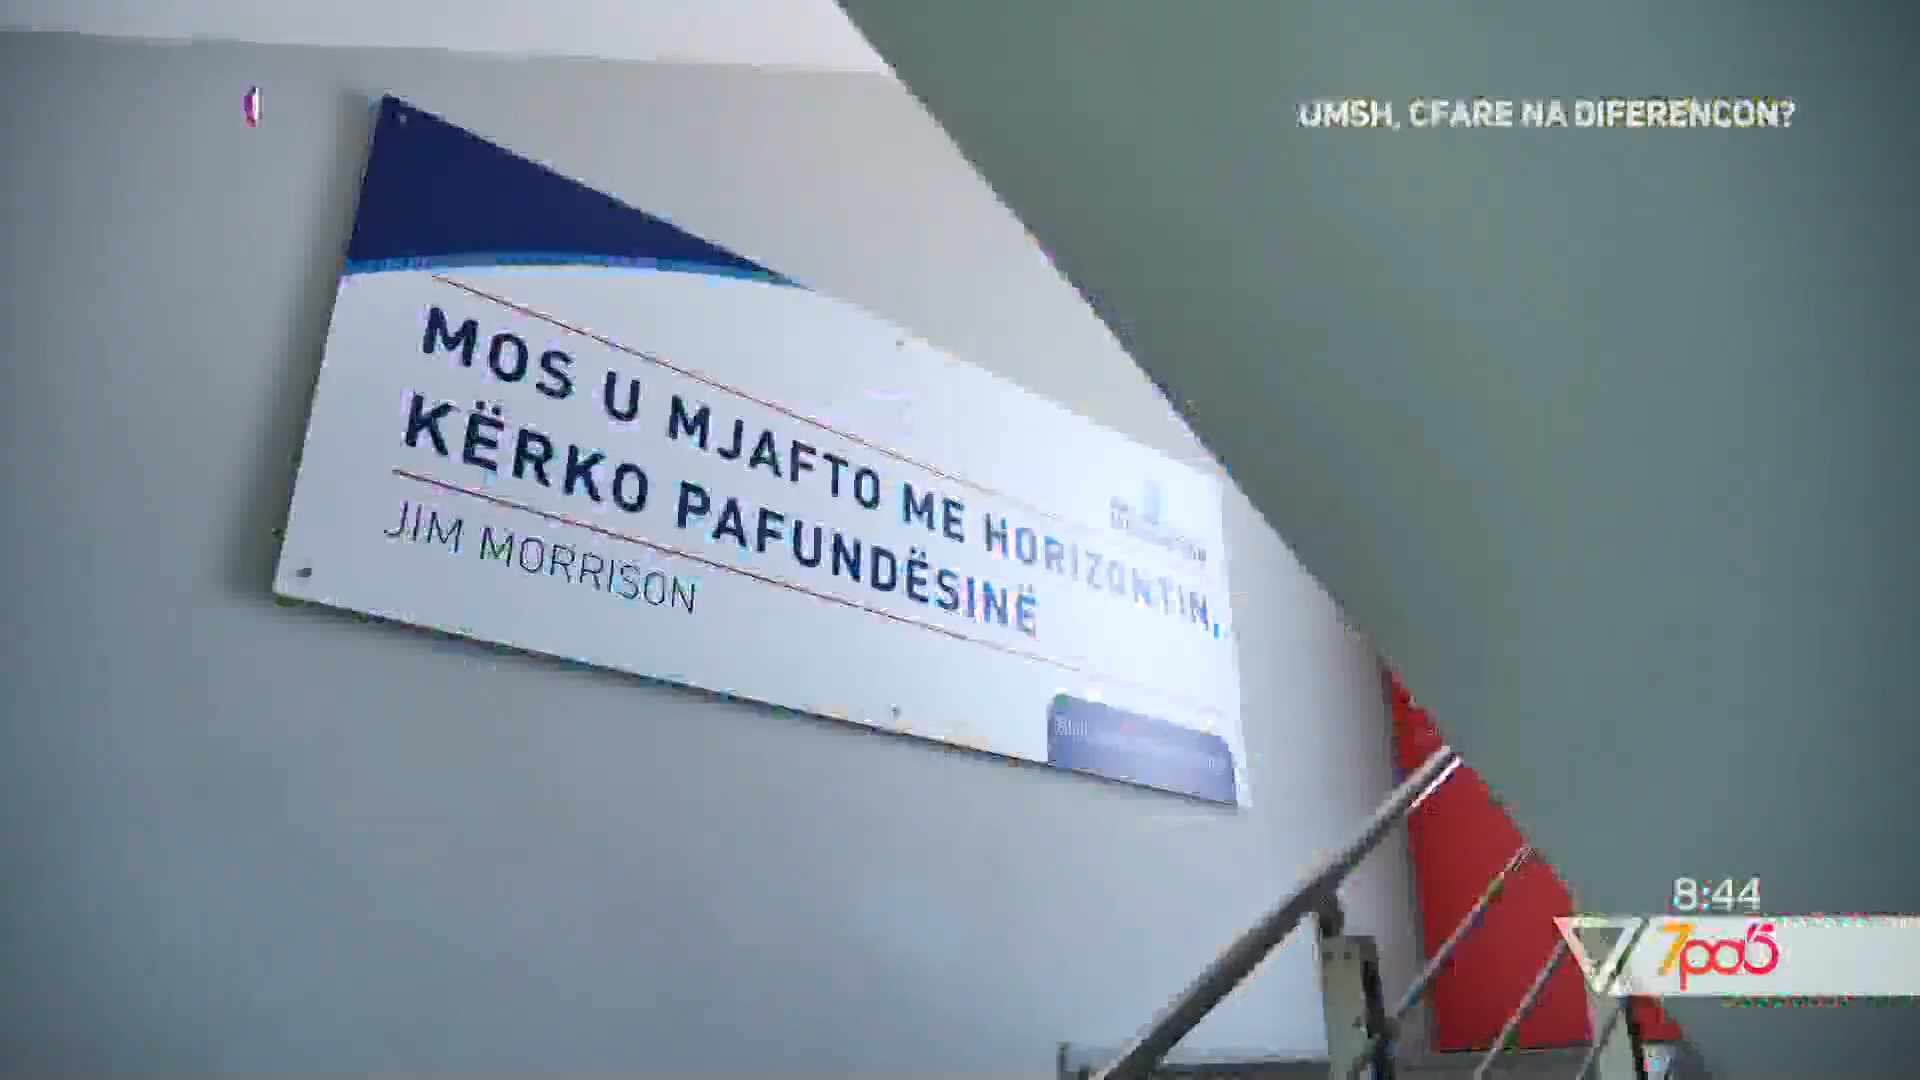 UMSH, CFARE NA DIFERENCON?
MOS U MJAFTO ME HORIZONTIN,
KËRKO PAFUNDËSINË
JIM MORRISON
8:44
7pa5